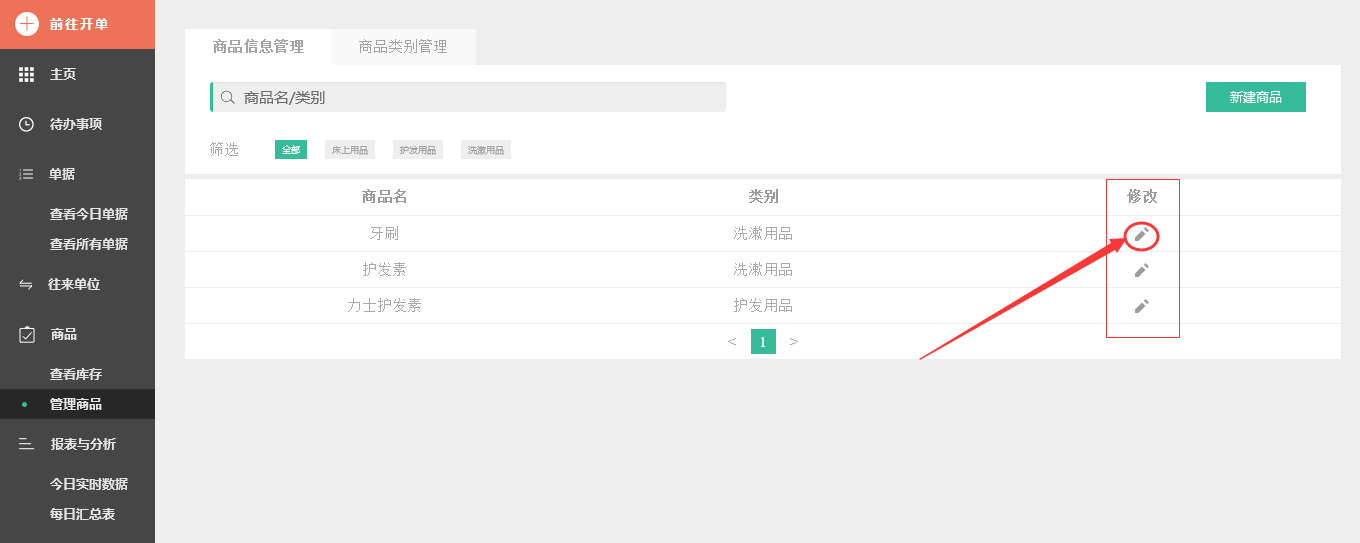 前往开单
主页
待办事项
单据
查看今日单据
查看所有单据
往来单位
商品
查看库存
管理商品
报表与分析
今日实时数据
每日汇总表
商品信息管理 商品类别管理
商品名/类别 新建商品
筛选 全部 床上用品 护发用品 洗漱用品
商品名 类别 修改
牙刷 洗漱用品
护发素 洗漱用品
力士护发素 护发用品
< 1 >